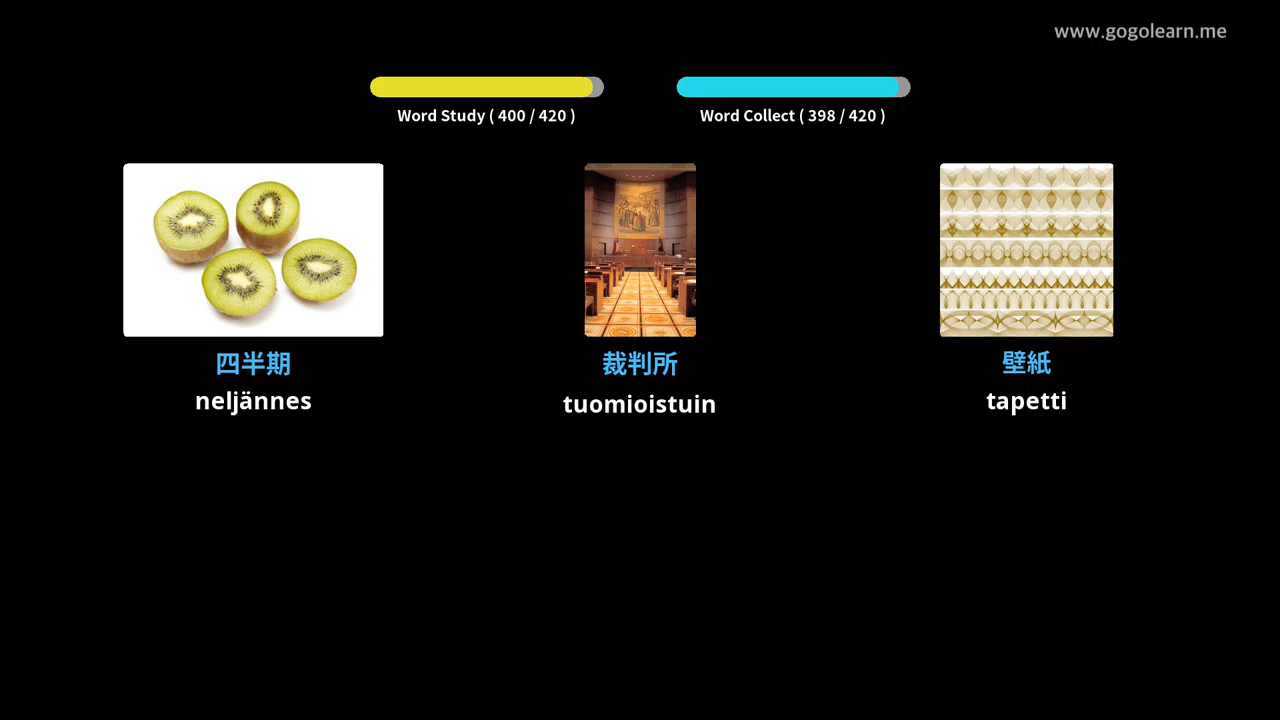 www.gogolearn.me
Word Study ( 400 / 420 )
Word Collect ( 398 / 420 )
四半期
neljännes
裁判所
tuomioistuin
壁紙
tapetti